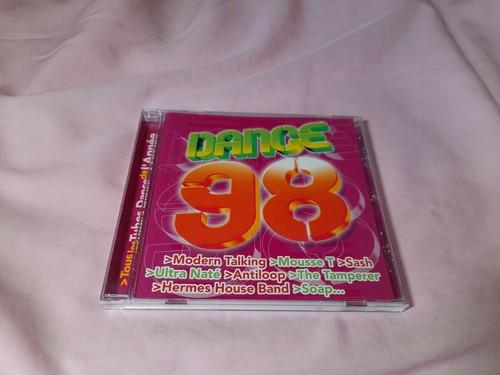 DANCE
98
>Modern Talking >Mousse T >Sash
>Ultra Naté >Antiloop >The Tamperer
>Hermes House Band >Soap...
>Tous les Tubes Dance de l'Année